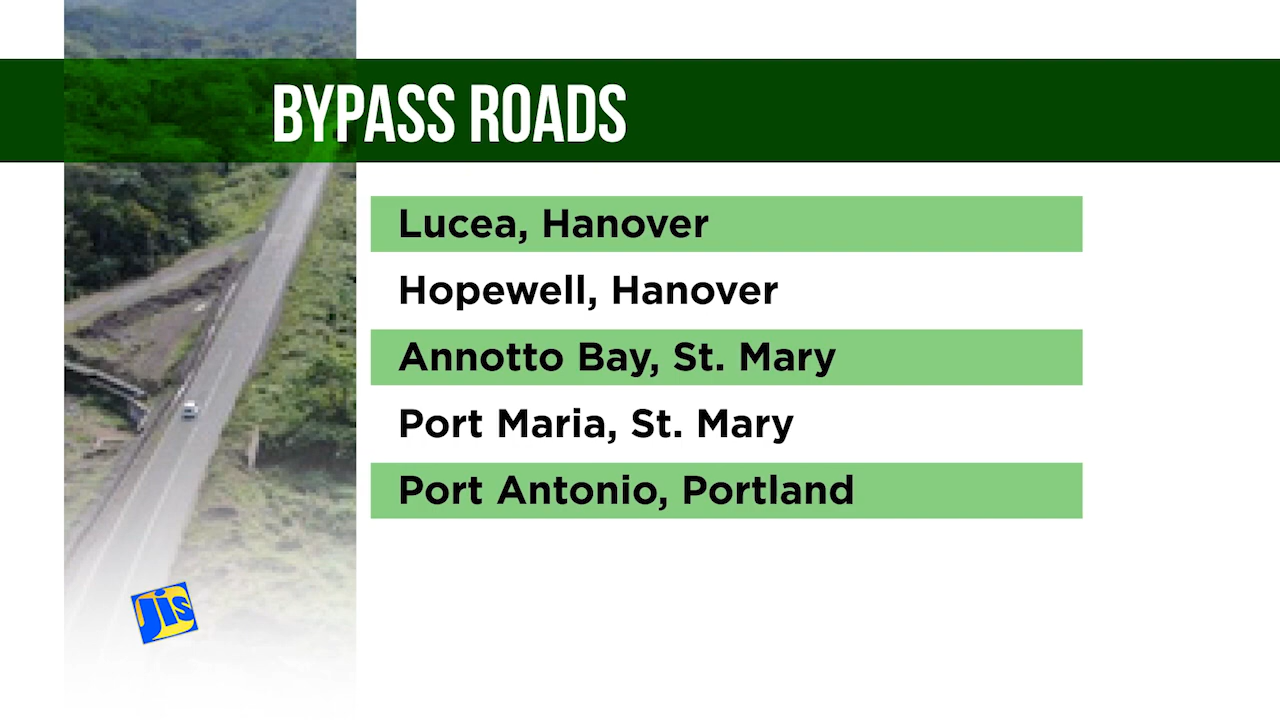 BYPASS ROADS
Lucea, Hanover
Hopewell, Hanover
Annotto Bay, St. Mary
Port Maria, St. Mary
Port Antonio, Portland
Jis